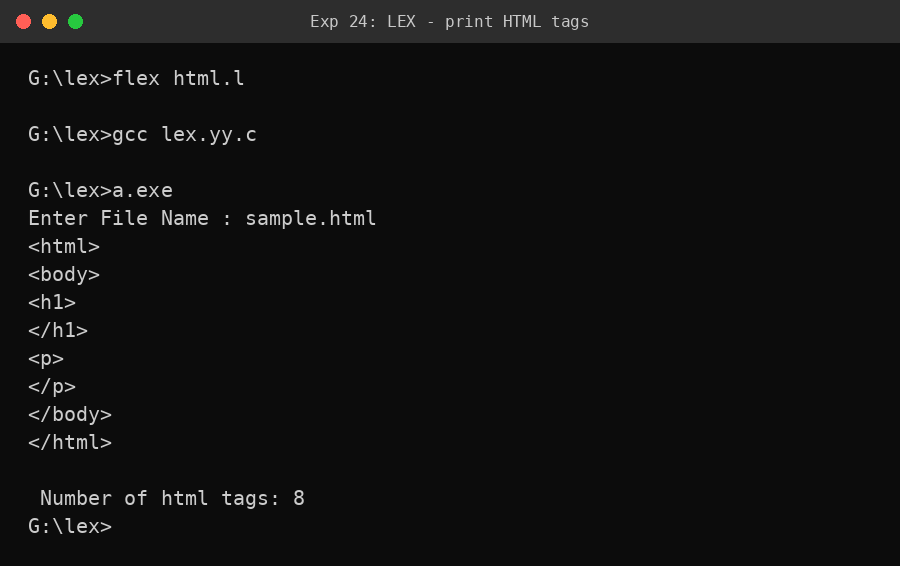 Exp 24: LEX - print HTML tags
G:\lex>flex html.l
G:\lex>gcc lex.yy.c
G:\lex>a.exe
Enter File Name : sample.html
<html>
<body>
<h1>
</h1>
<p>
</p>
</body>
</html>
Number of html tags: 8
G:\lex>